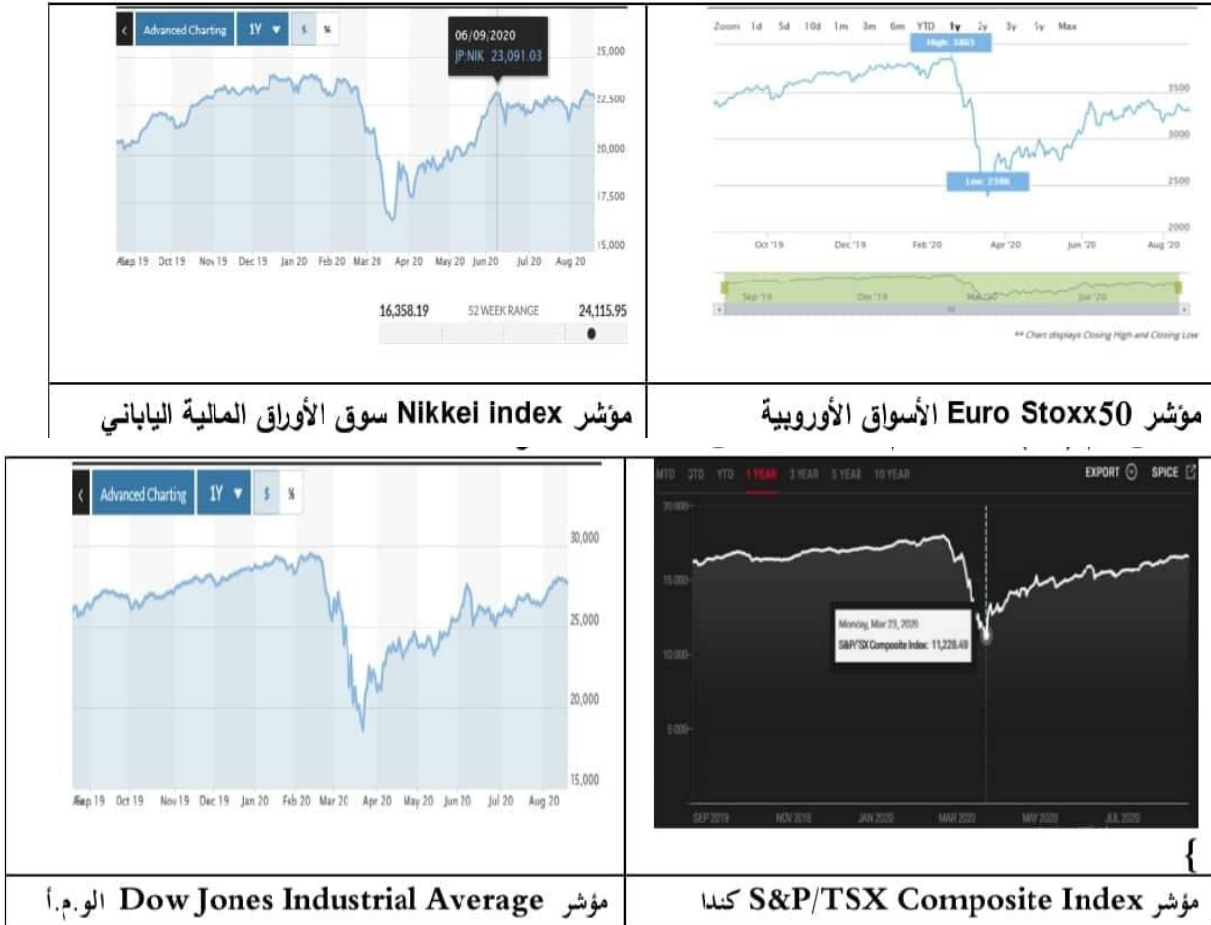 Advanced Charting 1Y $ %
06/09/2020
JP:NIK 23,091.03
25,000
22,500
20,000
17,500
15,000
Sep 19 Oct 19 Nov 19 Dec 19 Jan 20 Feb 20 Mar 20 Apr 20 May 20 Jun 20 Jul 20 Aug 20
16,358.19 52 WEEK RANGE 24,115.95
مؤشر Nikkei index سوق الأوراق المالية الياباني
Zoom 1d 5d 10d 1m 3m 6m YTD 1y 2y 3y 5y Max
High: 3865
3500
3000
Low: 2386
2500
2000
Oct '19 Dec '19 Feb '20 Apr '20 Jun '20 Aug '20
Sep '19 Dec '19 Mar '20 Jun '20
** Chart displays Closing High and Closing Low
مؤشر Euro Stoxx50 الأسواق الأوروبية
Advanced Charting 1Y $ %
30,000
25,000
20,000
15,000
Sep 19 Oct 19 Nov 19 Dec 19 Jan 20 Feb 20 Mar 20 Apr 20 May 20 Jun 20 Jul 20 Aug 20
مؤشر Dow Jones Industrial Average الو.م.أ
MTD QTD YTD 1 YEAR 3 YEAR 5 YEAR 10 YEAR EXPORT SPICE
20 000
15 000
Monday, Mar 23, 2020
S&P/TSX Composite Index: 11,228.49
10 000
5 000
SEP 2019 NOV 2019 JAN 2020 MAR 2020 MAY 2020 JUL 2020
}
مؤشر S&P/TSX Composite Index كندا